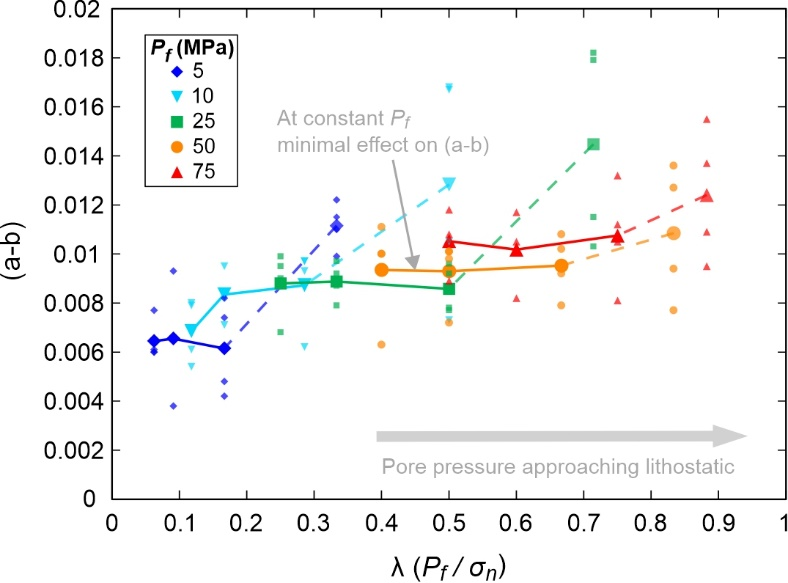 0.02
0.018
0.016
0.014
0.012
0.01
0.008
0.006
0.004
0.002
0
(a-b)
P_f (MPa)
5
10
25
50
75
At constant P_f
minimal effect on (a-b)
Pore pressure approaching lithostatic
0 0.1 0.2 0.3 0.4 0.5 0.6 0.7 0.8 0.9 1
λ (P_f / σ_n)